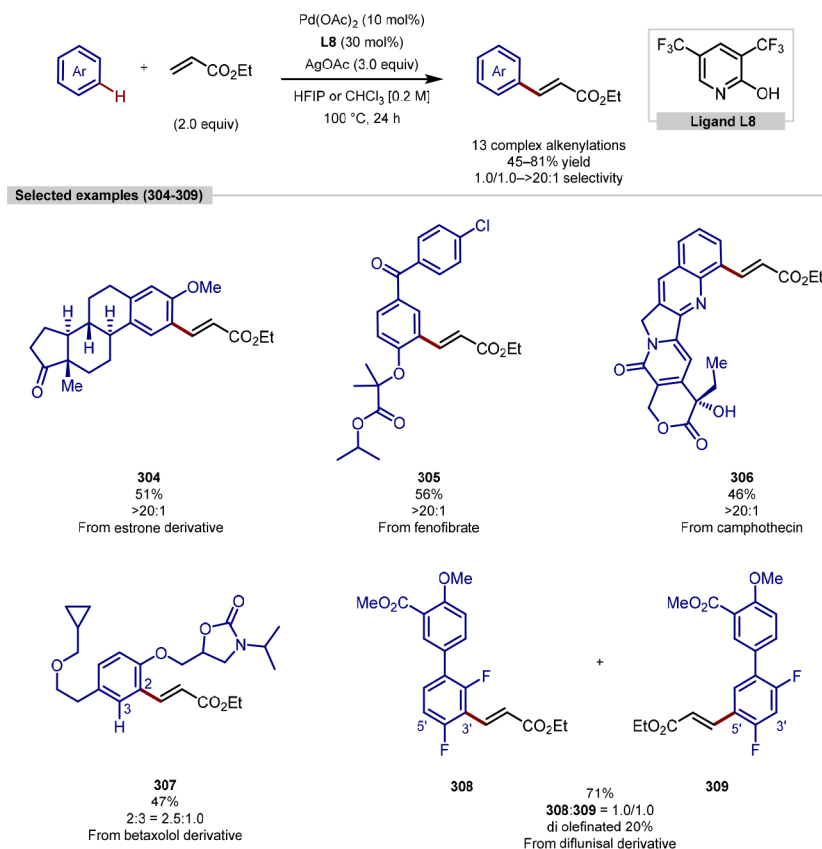 Pd(OAc)2 (10 mol%)
L8 (30 mol%)
AgOAc (3.0 equiv)
HFIP or CHCl3 [0.2 M]
100 °C, 24 h
Ar
H
+
CO2Et
(2.0 equiv)
Ar
CO2Et
13 complex alkenylations
45–81% yield
1.0/1.0–>20:1 selectivity
F3C
CF3
N
OH
Ligand L8
Selected examples (304-309)
OMe
H
H
H
CO2Et
O
Me
304
51%
>20:1
From estrone derivative
Cl
O
CO2Et
O
O
O
305
56%
>20:1
From fenofibrate
CO2Et
N
N
O
Me
OH
O
O
306
46%
>20:1
From camphothecin
O
O
N
O
O
2
3
H
CO2Et
307
47%
2:3 = 2.5:1.0
From betaxolol derivative
OMe
MeO2C
F
5'
3'
F
CO2Et
308
+
OMe
MeO2C
F
EtO2C
5'
3'
F
309
71%
308:309 = 1.0/1.0
di olefinated 20%
From diflunisal derivative